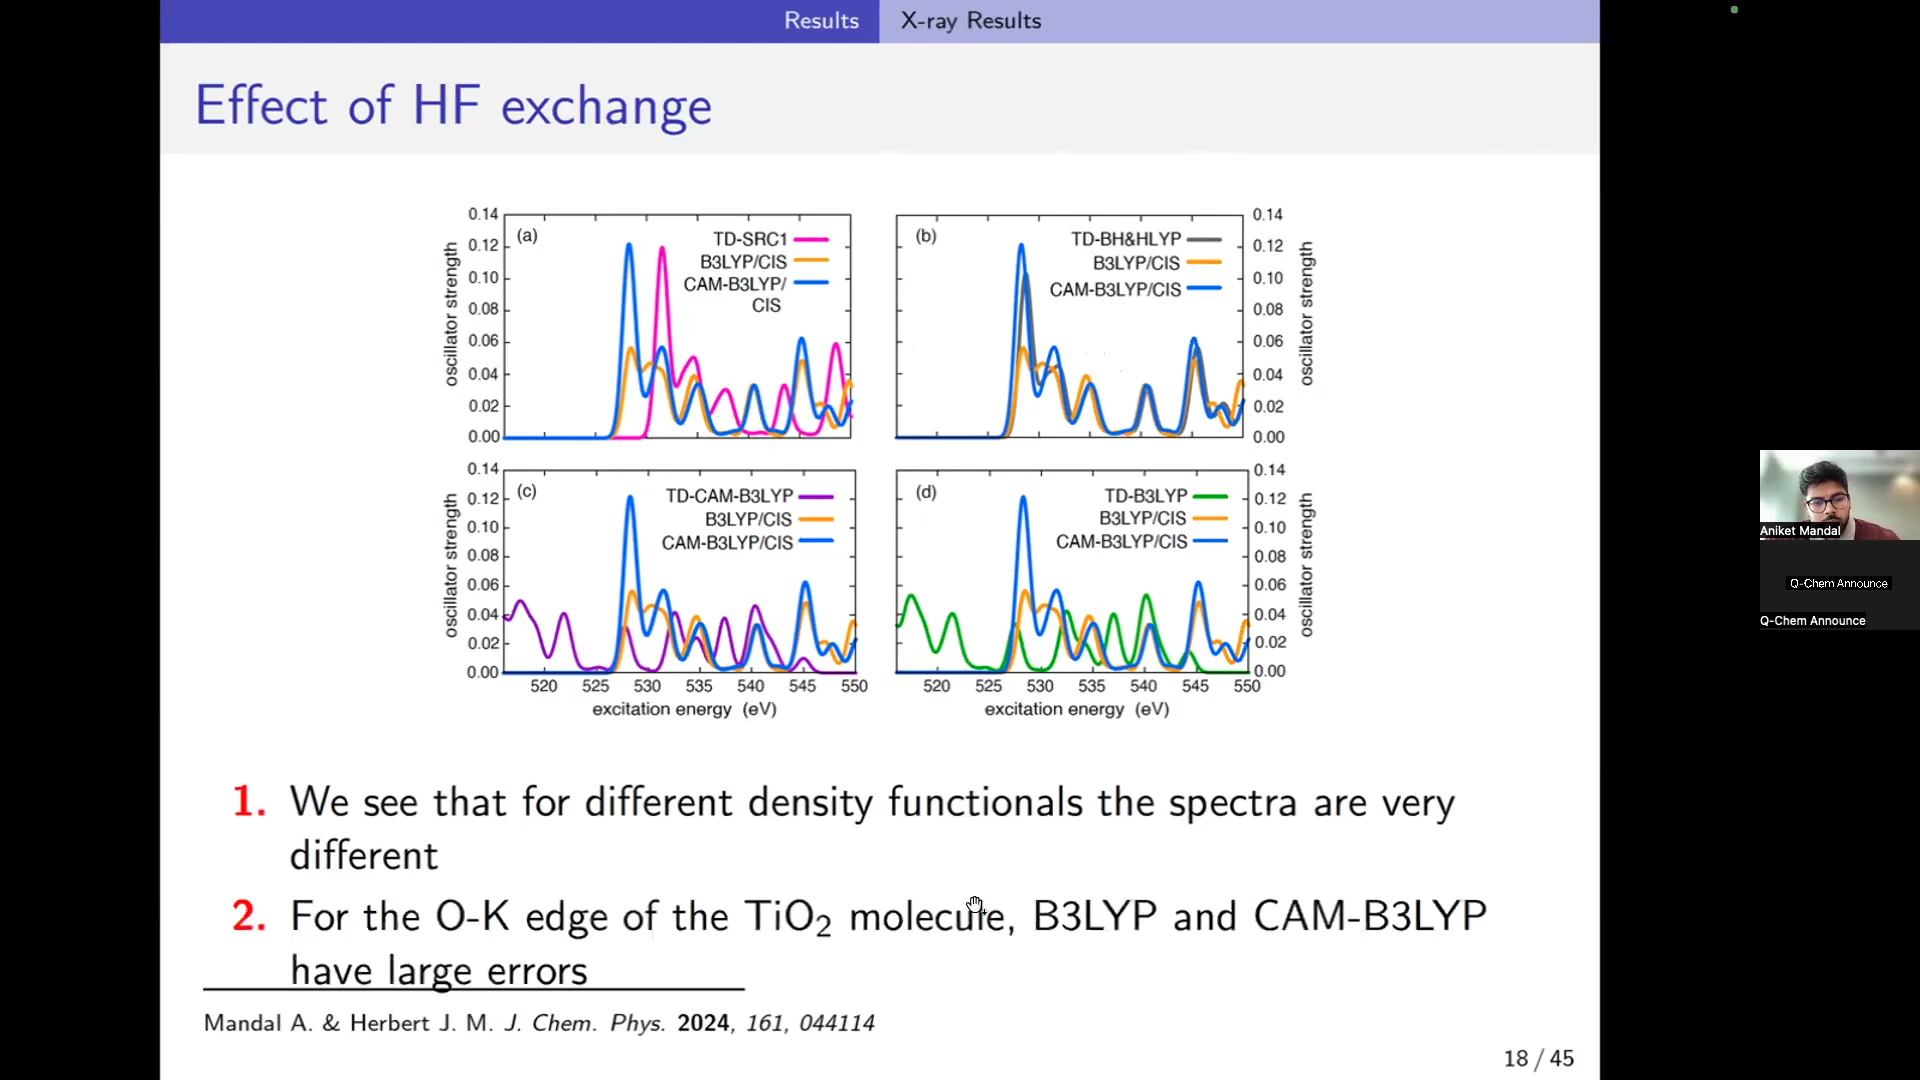 Results X-ray Results
Effect of HF exchange
0.14
0.12
0.10
0.08
0.06
0.04
0.02
0.00
oscillator strength
(a)
TD-SRC1
B3LYP/CIS
CAM-B3LYP/
CIS
(b)
TD-BH&HLYP
B3LYP/CIS
CAM-B3LYP/CIS
0.14
0.12
0.10
0.08
0.06
0.04
0.02
0.00
oscillator strength
0.14
0.12
0.10
0.08
0.06
0.04
0.02
0.00
oscillator strength
(c)
TD-CAM-B3LYP
B3LYP/CIS
CAM-B3LYP/CIS
520 525 530 535 540 545 550
excitation energy (eV)
(d)
TD-B3LYP
B3LYP/CIS
CAM-B3LYP/CIS
0.14
0.12
0.10
0.08
0.06
0.04
0.02
0.00
oscillator strength
520 525 530 535 540 545 550
excitation energy (eV)
1. We see that for different density functionals the spectra are very
different
2. For the O-K edge of the TiO₂ molecule, B3LYP and CAM-B3LYP
have large errors
Mandal A. & Herbert J. M. J. Chem. Phys. 2024, 161, 044114
18 / 45
Aniket Mandal
Q-Chem Announce
Q-Chem Announce